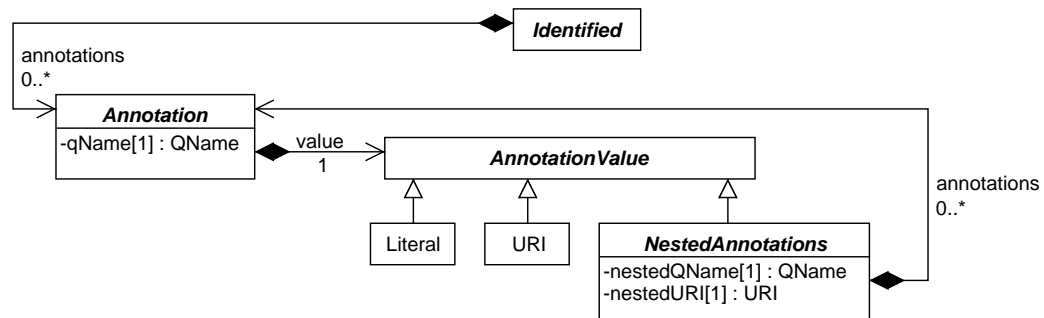 Identified
annotations
0..*
Annotation
-qName[1] : QName
value
1
AnnotationValue
annotations
0..*
Literal
URI
NestedAnnotations
-nestedQName[1] : QName
-nestedURI[1] : URI